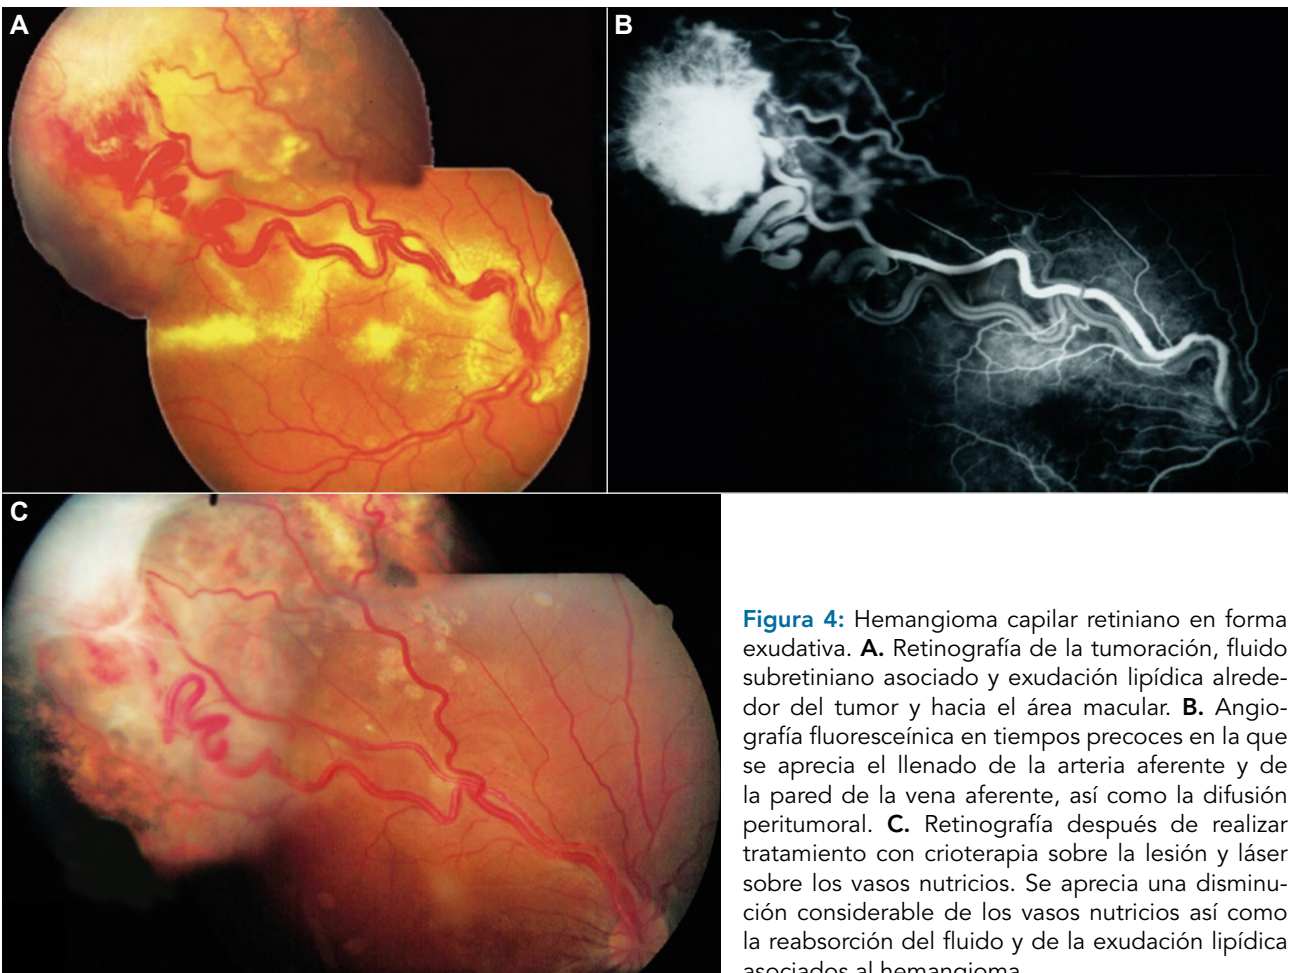 A
B
C
Figura 4: Hemangioma capilar retiniano en forma
exudativa. A. Retinografía de la tumoración, fluido
subretiniano asociado y exudación lipídica alrede-
dor del tumor y hacia el área macular. B. Angio-
grafía fluoresceínica en tiempos precoces en la que
se aprecia el llenado de la arteria aferente y de
la pared de la vena aferente, así como la difusión
peritumoral. C. Retinografía después de realizar
tratamiento con crioterapia sobre la lesión y láser
sobre los vasos nutricios. Se aprecia una disminu-
ción considerable de los vasos nutricios así como
la reabsorción del fluido y de la exudación lipídica
asociados al hemangioma